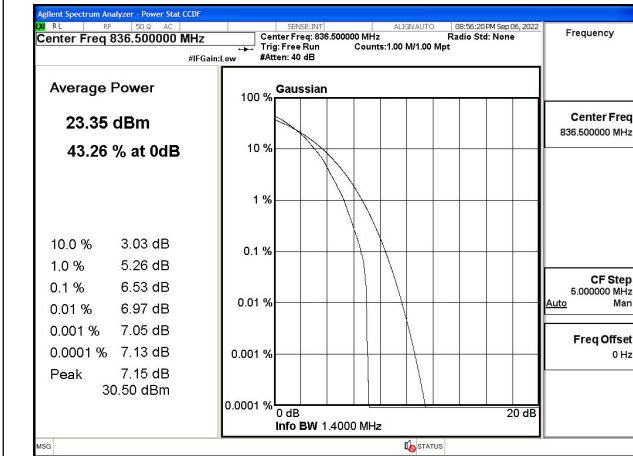 Agilent Spectrum Analyzer - Power Stat CCDF
RL RF 50 Ω AC SENSE:INT ALIGN AUTO 08:56:20 PM Sep 06, 2022
Center Freq 836.500000 MHz
Center Freq: 836.500000 MHz Radio Std: None
Trig: Free Run Counts:1.00 M/1.00 Mpt
#IFGain:Low #Atten: 40 dB
Frequency
Average Power
23.35 dBm
43.26 % at 0dB
10.0 % 3.03 dB
1.0 % 5.26 dB
0.1 % 6.53 dB
0.01 % 6.97 dB
0.001 % 7.05 dB
0.0001 % 7.13 dB
Peak 7.15 dB
30.50 dBm
Gaussian
100 %
10 %
1 %
0.1 %
0.01 %
0.001 %
0.0001 %
0 dB 20 dB
Info BW 1.4000 MHz
Center Freq
836.500000 MHz
CF Step
5.000000 MHz
Auto Man
Freq Offset
0 Hz
MSG STATUS